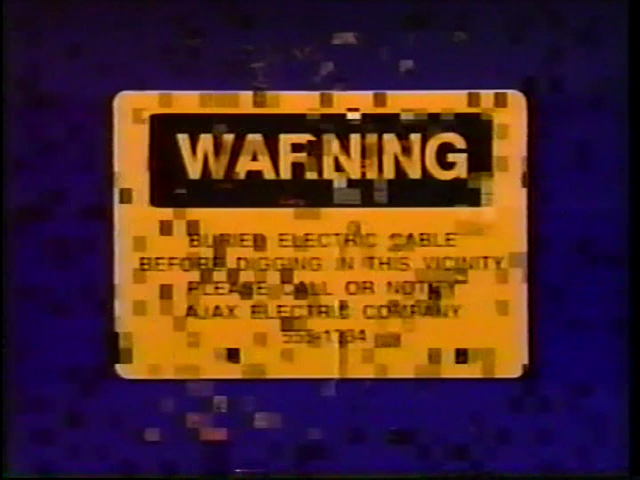 WARNING
BURIED ELECTRIC CABLE
BEFORE DIGGING IN THIS VICINITY
PLEASE CALL OR NOTIFY
AJAX ELECTRIC COMPANY